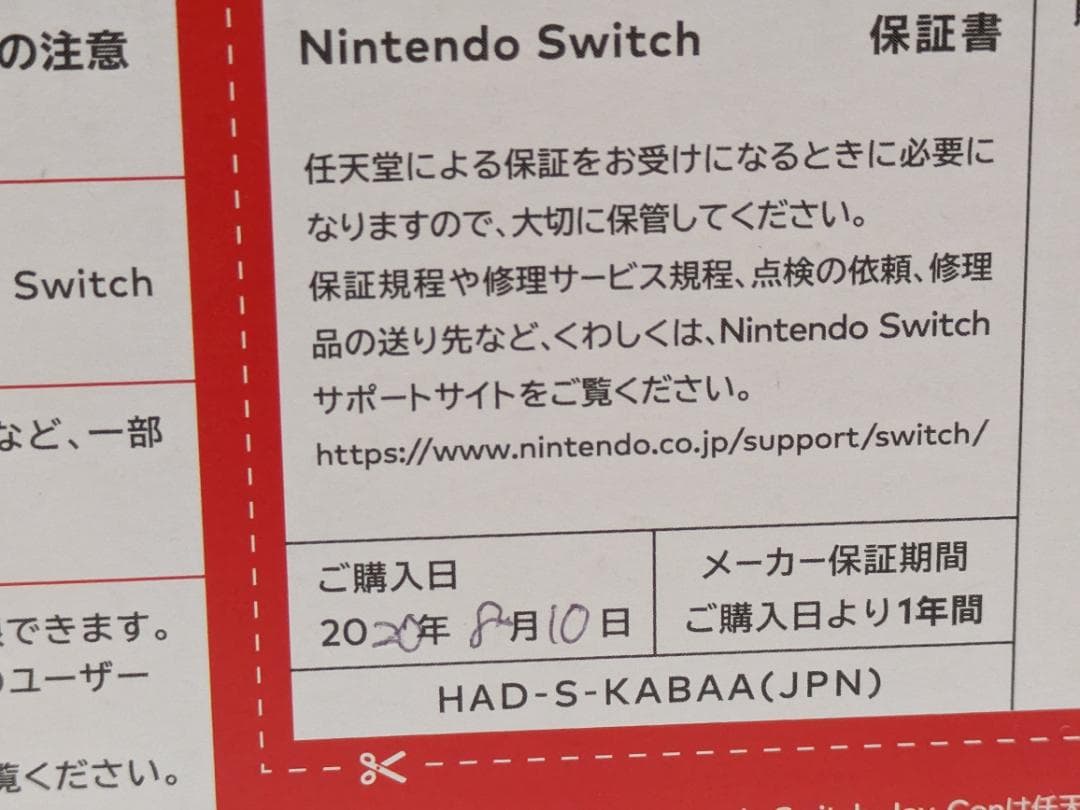 の注意
Switch
など、一部
できます。
ユーザー
覧ください。
Nintendo Switch 保証書
任天堂による保証をお受けになるときに必要に
なりますので、大切に保管してください。
保証規程や修理サービス規程、点検の依頼、修理
品の送り先など、くわしくは、Nintendo Switch
サポートサイトをご覧ください。
https://www.nintendo.co.jp/support/switch/
ご購入日
2020年 8月10日
メーカー保証期間
ご購入日より1年間
HAD-S-KABAA(JPN)